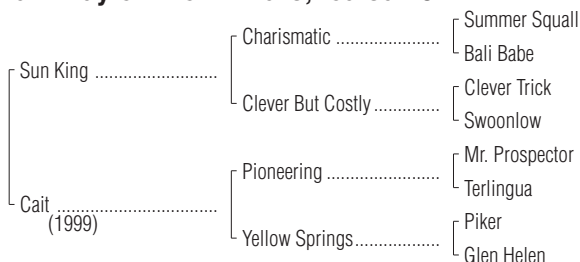 Summer Squall
Charismatic ....................
Bali Babe
Sun King ........................
Clever Trick
Clever But Costly..............
Swoonlow
Mr. Prospector
Pioneering ......................
Terlingua
Cait ................................
(1999)
Piker
Yellow Springs..................
Glen Helen